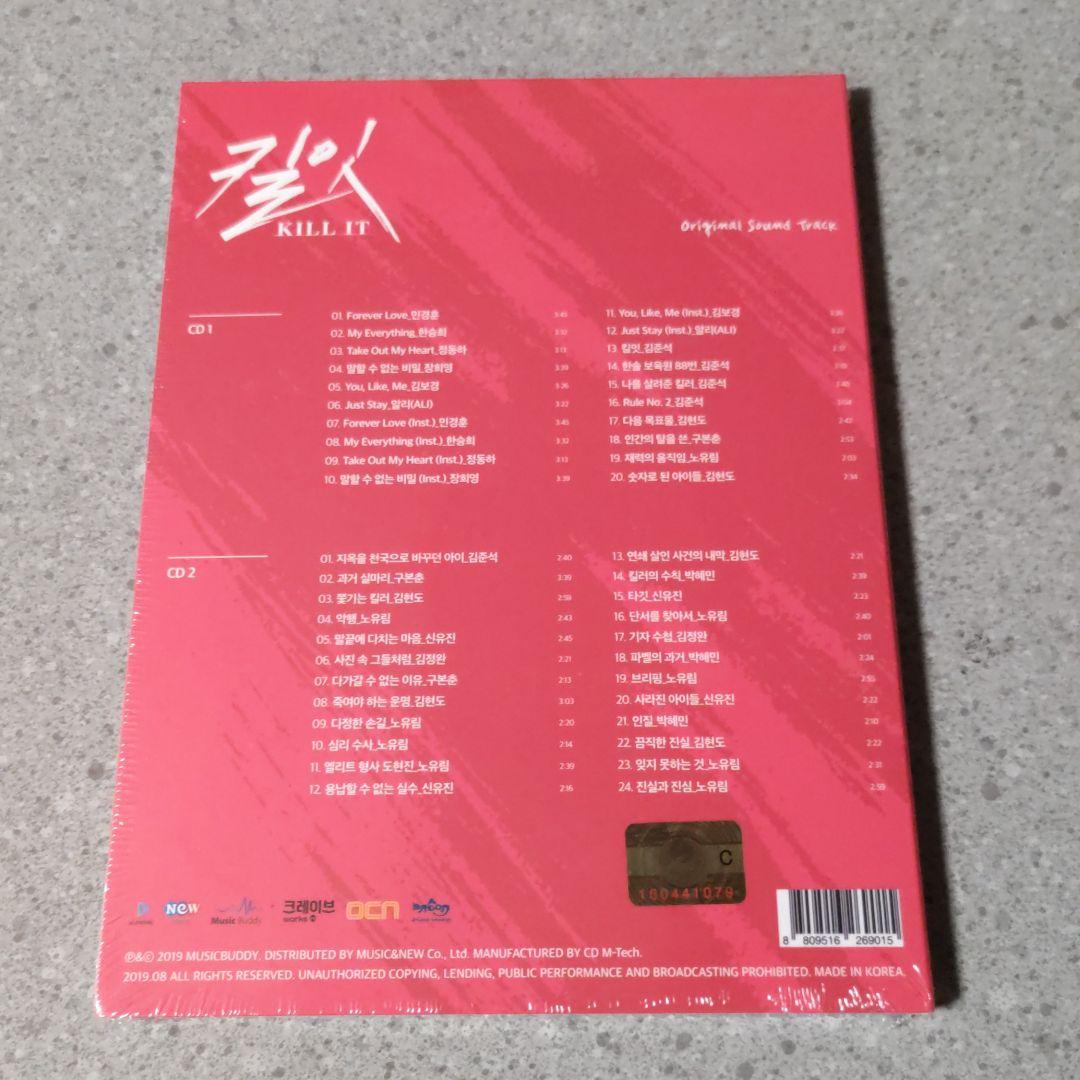 킬잇
KILL IT
Original Sound Track
CD 1
01. Forever Love_민경훈 3:45
02. My Everything_한승희 3:32
03. Take Out My Heart_정동하 3:13
04. 말할 수 없는 비밀_장희영 3:39
05. You, Like, Me_김보경 3:26
06. Just Stay_알리(ALI) 3:22
07. Forever Love (Inst.)_민경훈 3:45
08. My Everything (Inst.)_한승희 3:32
09. Take Out My Heart (Inst.)_정동하 3:13
10. 말할 수 없는 비밀 (Inst.)_장희영 3:39
11. You, Like, Me (Inst.)_김보경 3:26
12. Just Stay (Inst.)_알리(ALI) 3:22
13. 킬잇_김준석
14. 한솔 보육원 88번_김준석
15. 나를 살려준 킬러_김준석
16. Rule No. 2_김준석
17. 다음 목표물_김현도
18. 인간의 탈을 쓴_구본춘 2:53
19. 재력의 움직임_노유림 2:03
20. 숫자로 된 아이들_김현도 2:34
CD 2
01. 지옥을 천국으로 바꾸던 아이_김준석 2:40
02. 과거 실마리_구본춘 3:39
03. 쫓기는 킬러_김현도 2:59
04. 악행_노유림 2:43
05. 말끝에 다치는 마음_신유진 2:45
06. 사진 속 그들처럼_김정완 2:21
07. 다가갈 수 없는 이유_구본춘 2:13
08. 죽여야 하는 운명_김현도 3:03
09. 다정한 손길_노유림 2:20
10. 심리 수사_노유림 2:14
11. 엘리트 형사 도현진_노유림 2:39
12. 용납할 수 없는 실수_신유진 2:16
13. 연쇄 살인 사건의 내막_김현도 2:21
14. 킬러의 수칙_박혜민 2:39
15. 타깃_신유진 2:23
16. 단서를 찾아서_노유림 2:40
17. 기자 수첩_김정완 2:01
18. 파벨의 과거_박혜민 2:24
19. 브리핑_노유림 2:55
20. 사라진 아이들_신유진 2:22
21. 인질_박혜민 2:10
22. 끔직한 진실_김현도 2:22
23. 잊지 못하는 것_노유림 2:31
24. 진실과 진심_노유림 2:59
C
160441079
NEW Music Buddy 크레이브 works OCN
8 809516 269015
℗&© 2019 MUSICBUDDY. DISTRIBUTED BY MUSIC&NEW Co., Ltd. MANUFACTURED BY CD M-Tech.
2019.08 ALL RIGHTS RESERVED. UNAUTHORIZED COPYING, LENDING, PUBLIC PERFORMANCE AND BROADCASTING PROHIBITED. MADE IN KOREA.